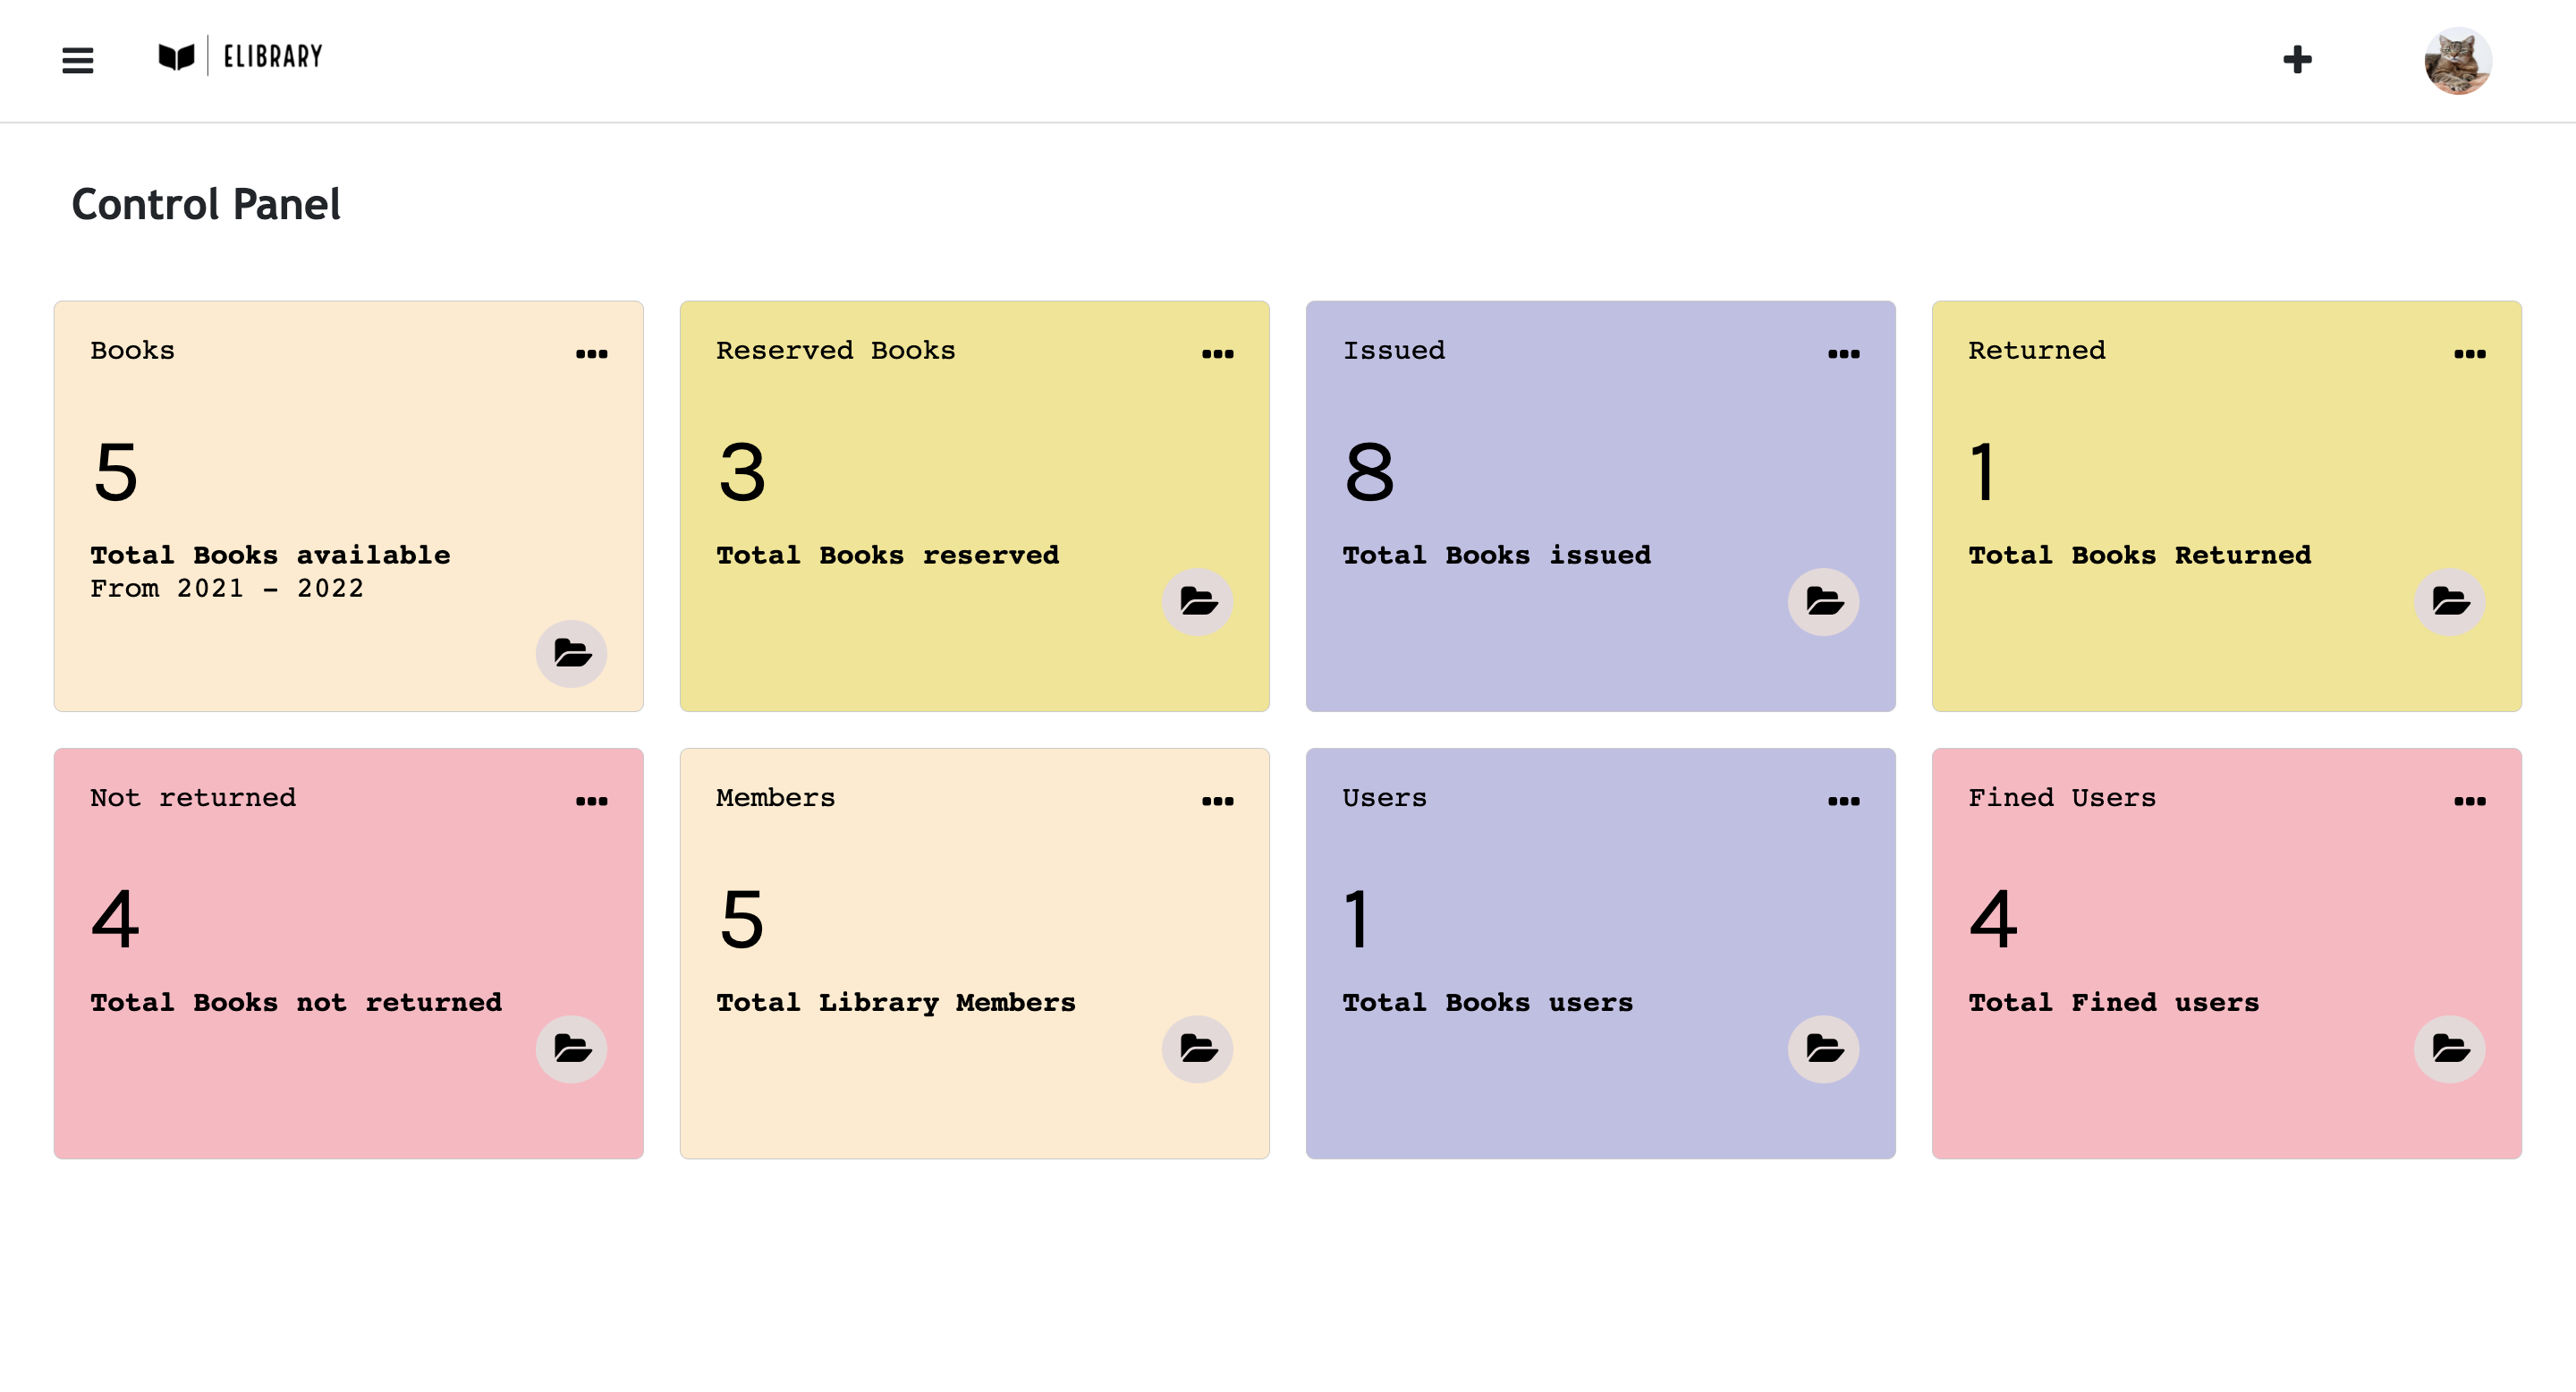 ELIBRARY
Control Panel
Books
5
Total Books available
From 2021 - 2022
Reserved Books
3
Total Books reserved
Issued
8
Total Books issued
Returned
1
Total Books Returned
Not returned
4
Total Books not returned
Members
5
Total Library Members
Users
1
Total Books users
Fined Users
4
Total Fined users